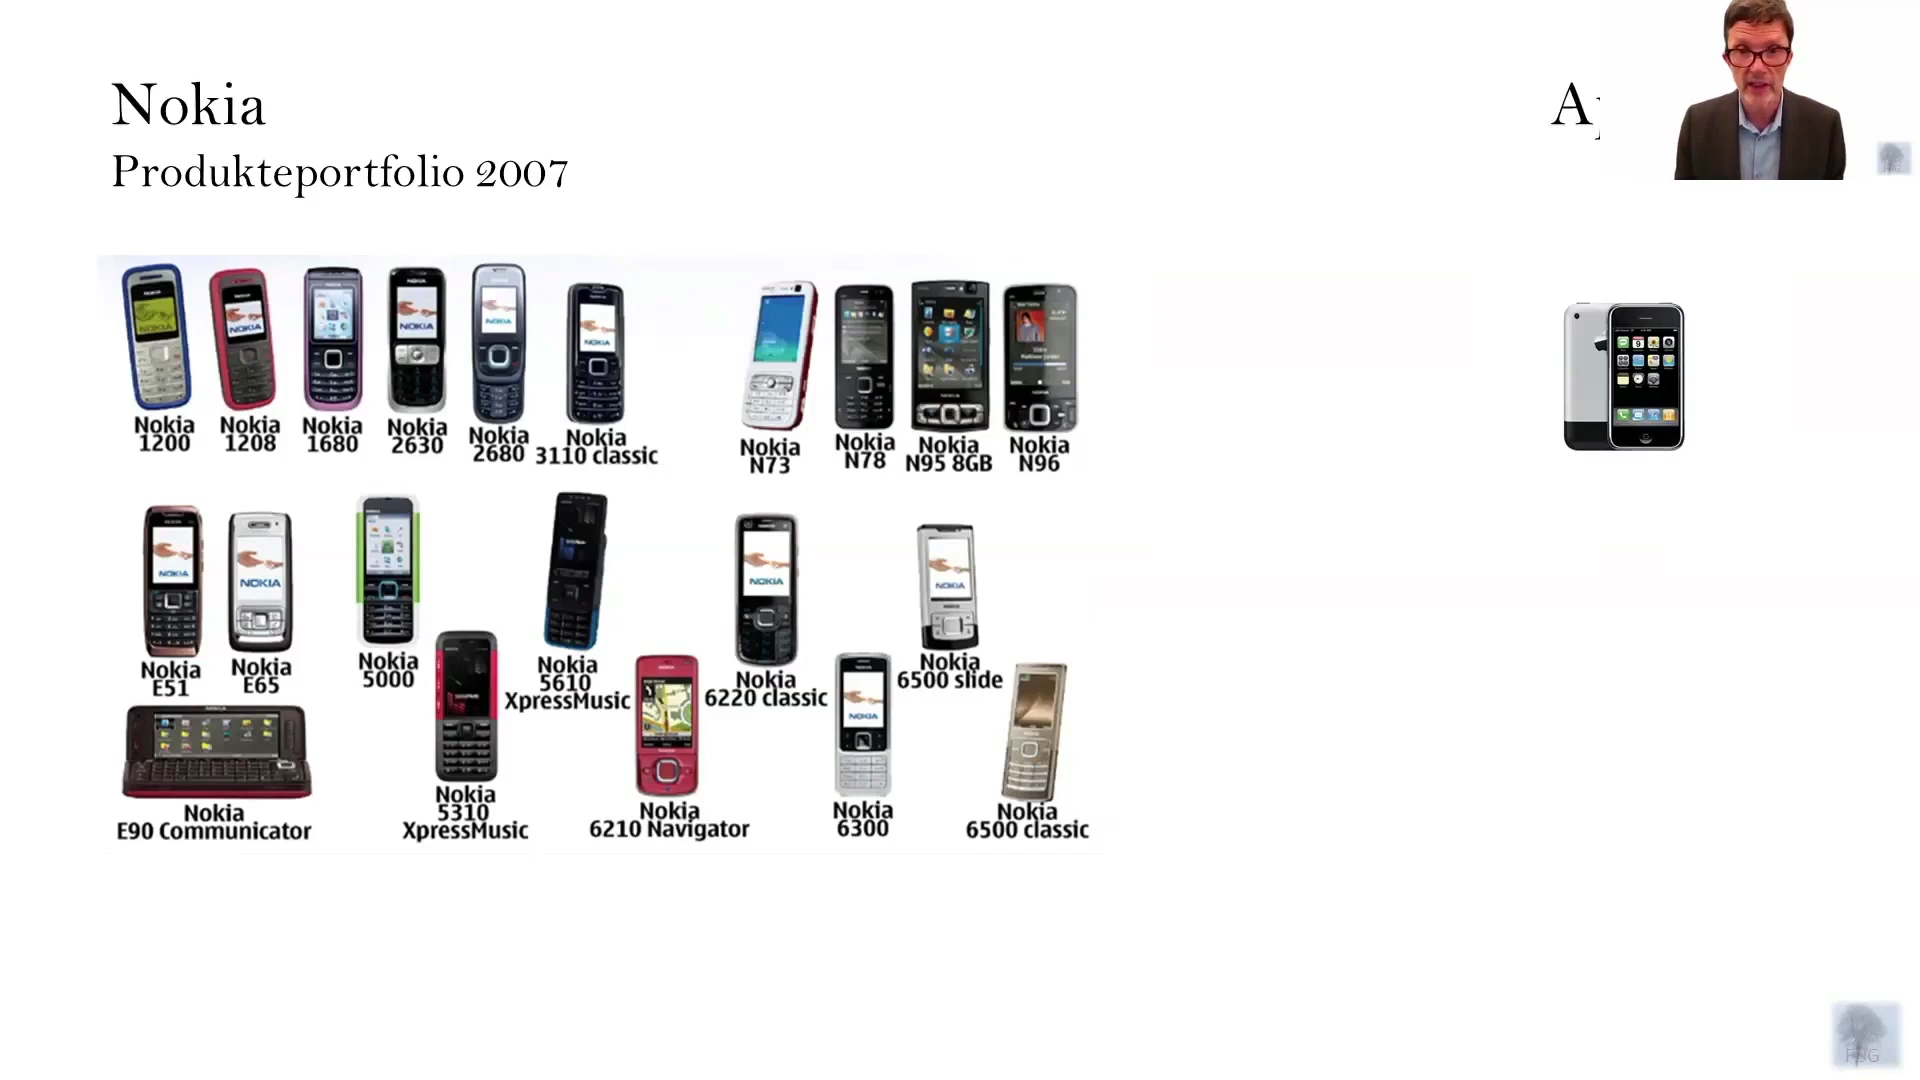 Nokia
Produkteportfolio 2007
Nokia
1200
Nokia
1208
Nokia
1680
Nokia
2630
Nokia
2680
Nokia
3110 classic
Nokia
N73
Nokia
N78
Nokia
N95 8GB
Nokia
N96
Nokia
E51
Nokia
E65
Nokia
5000
Nokia
5610
XpressMusic
Nokia
6220 classic
Nokia
6500 slide
Nokia
E90 Communicator
Nokia
5310
XpressMusic
Nokia
6210 Navigator
Nokia
6300
Nokia
6500 classic